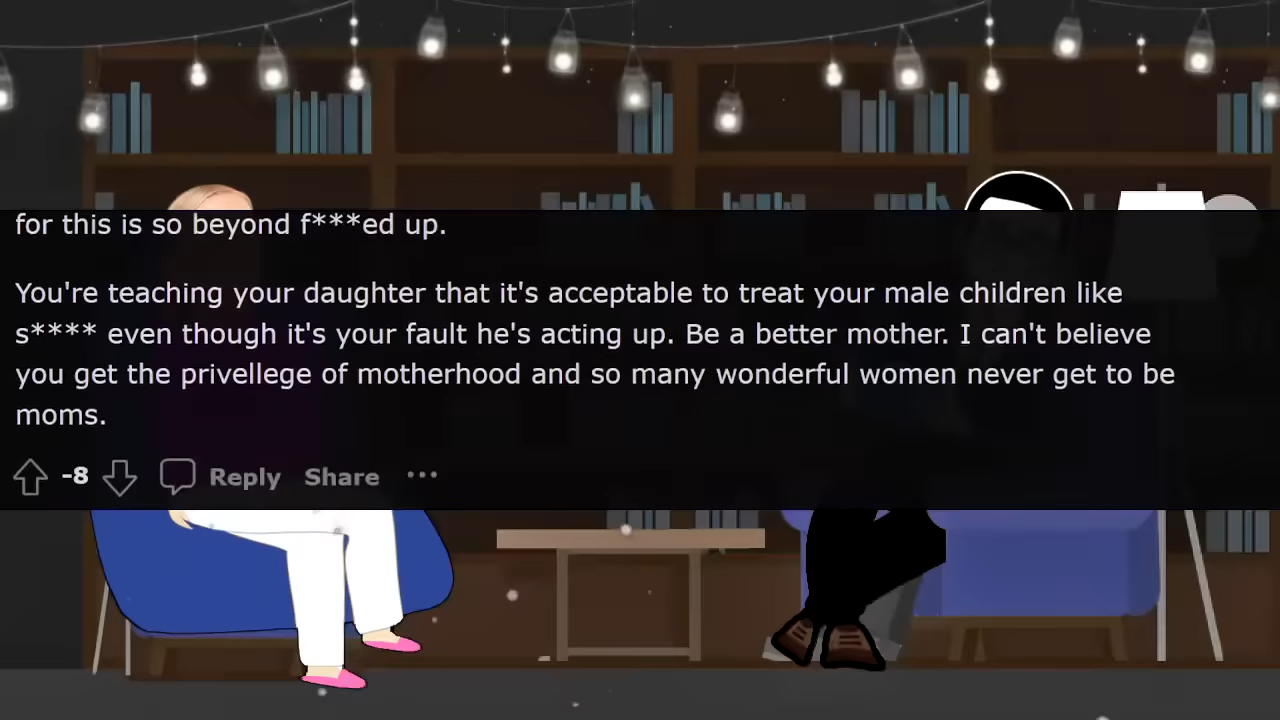 for this is so beyond f***ed up.
You're teaching your daughter that it's acceptable to treat your male children like
s**** even though it's your fault he's acting up. Be a better mother. I can't believe
you get the privellege of motherhood and so many wonderful women never get to be
moms.
-8 Reply Share ···